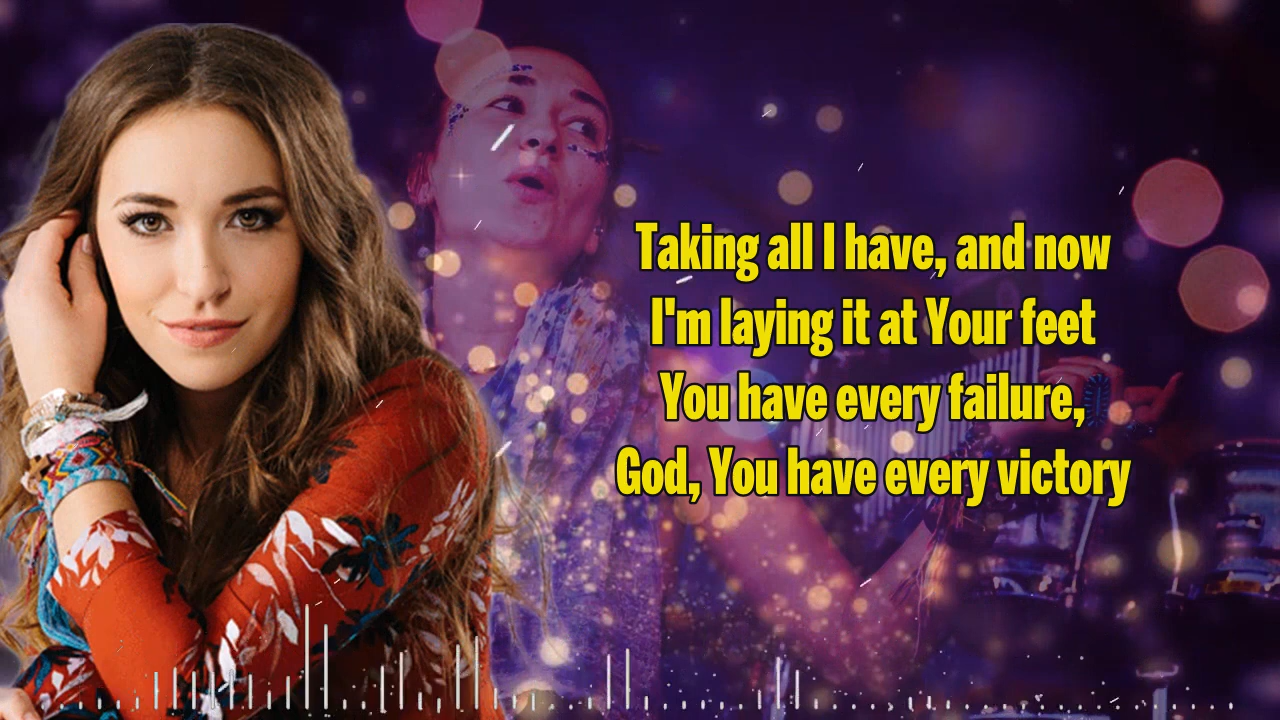 Taking all I have, and now
I'm laying it at Your feet
You have every failure,
God, You have every victory